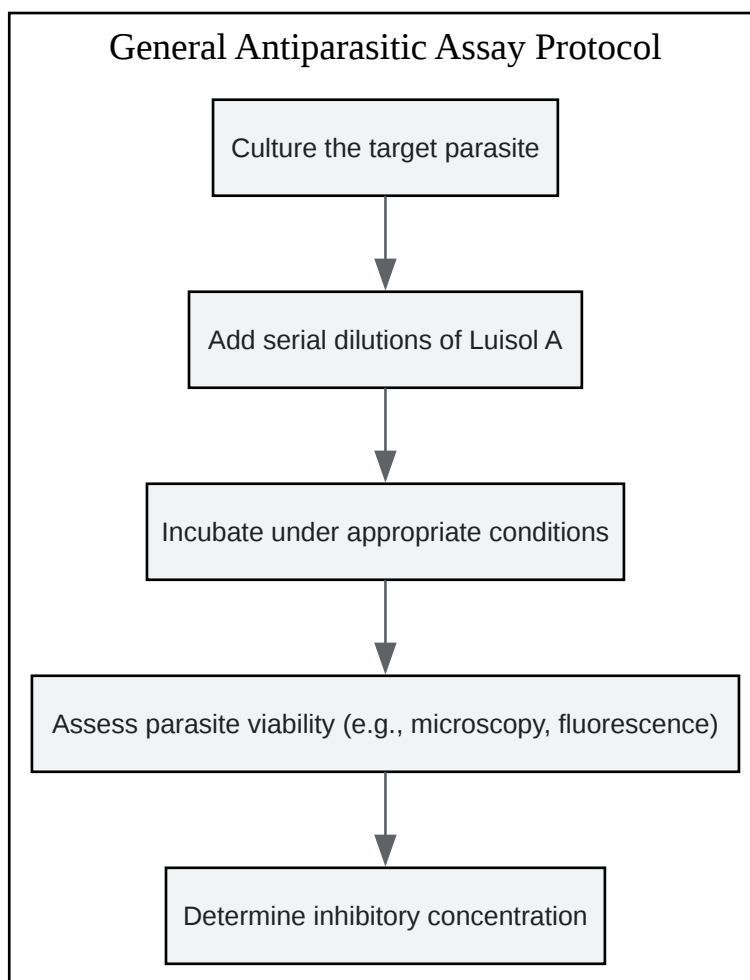 General Antiparasitic Assay Protocol
Culture the target parasite
Add serial dilutions of Luisol A
Incubate under appropriate conditions
Assess parasite viability (e.g., microscopy, fluorescence)
Determine inhibitory concentration